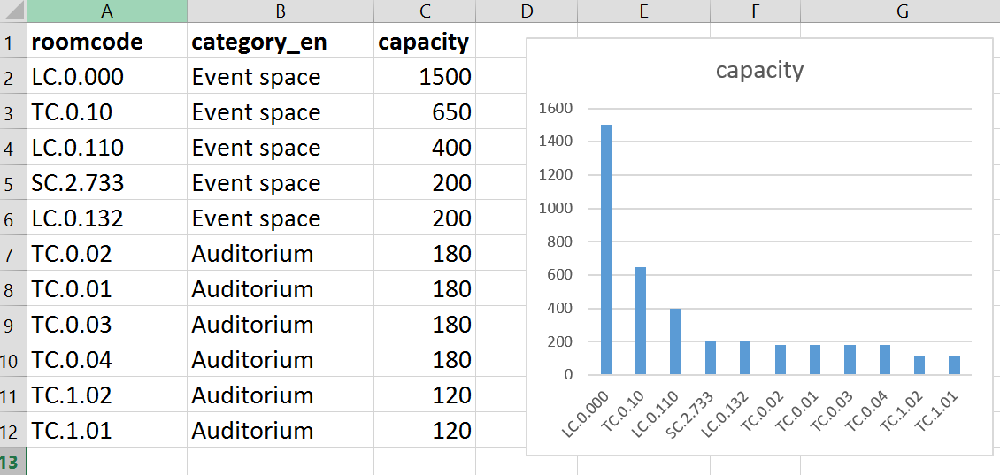 A B C D E F G
1 roomcode category_en capacity
2 LC.0.000 Event space 1500
3 TC.0.10 Event space 650
4 LC.0.110 Event space 400
5 SC.2.733 Event space 200
6 LC.0.132 Event space 200
7 TC.0.02 Auditorium 180
8 TC.0.01 Auditorium 180
9 TC.0.03 Auditorium 180
10 TC.0.04 Auditorium 180
11 TC.1.02 Auditorium 120
12 TC.1.01 Auditorium 120
13
capacity
1600
1400
1200
1000
800
600
400
200
0
LC.0.000 TC.0.10 LC.0.110 SC.2.733 LC.0.132 TC.0.02 TC.0.01 TC.0.03 TC.0.04 TC.1.02 TC.1.01